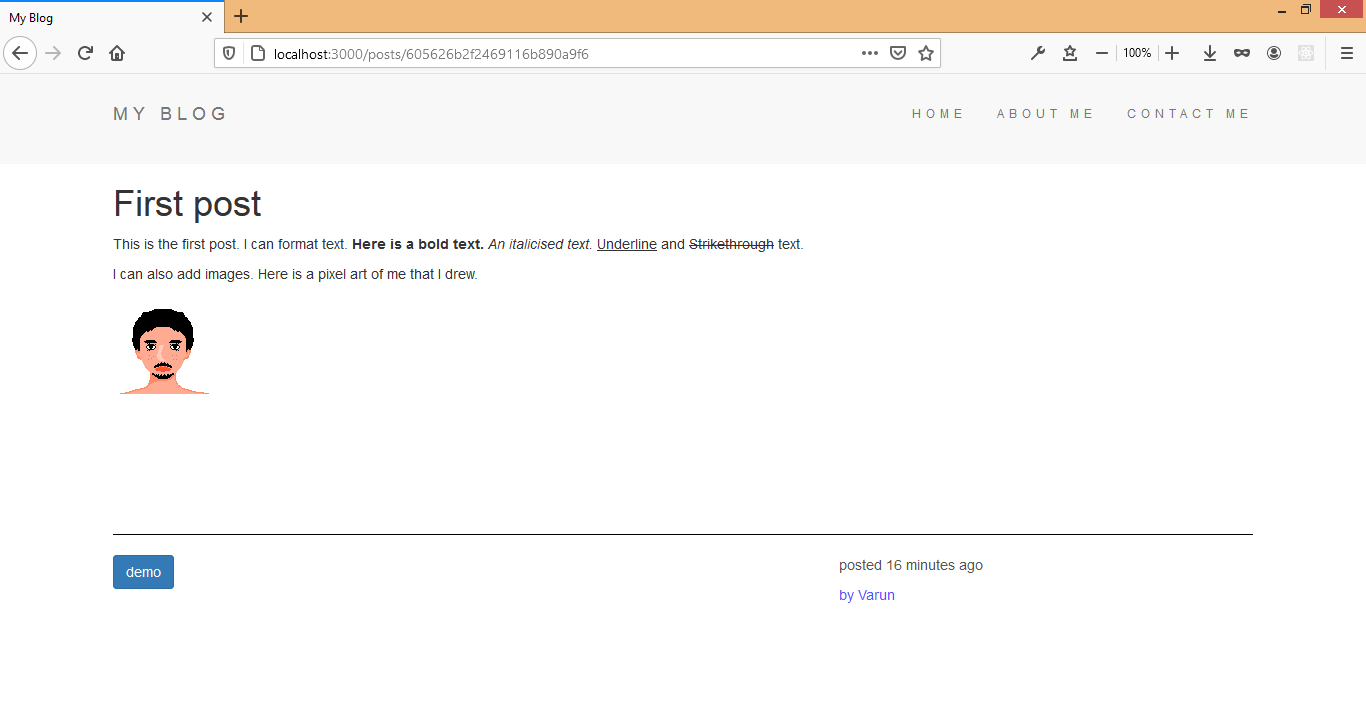 My Blog
localhost:3000/posts/605626b2f2469116b890a9f6
100%
MY BLOG
HOME ABOUT ME CONTACT ME
First post
This is the first post. I can format text. Here is a bold text. An italicised text. Underline and Strikethrough text.
I can also add images. Here is a pixel art of me that I drew.
demo
posted 16 minutes ago
by Varun